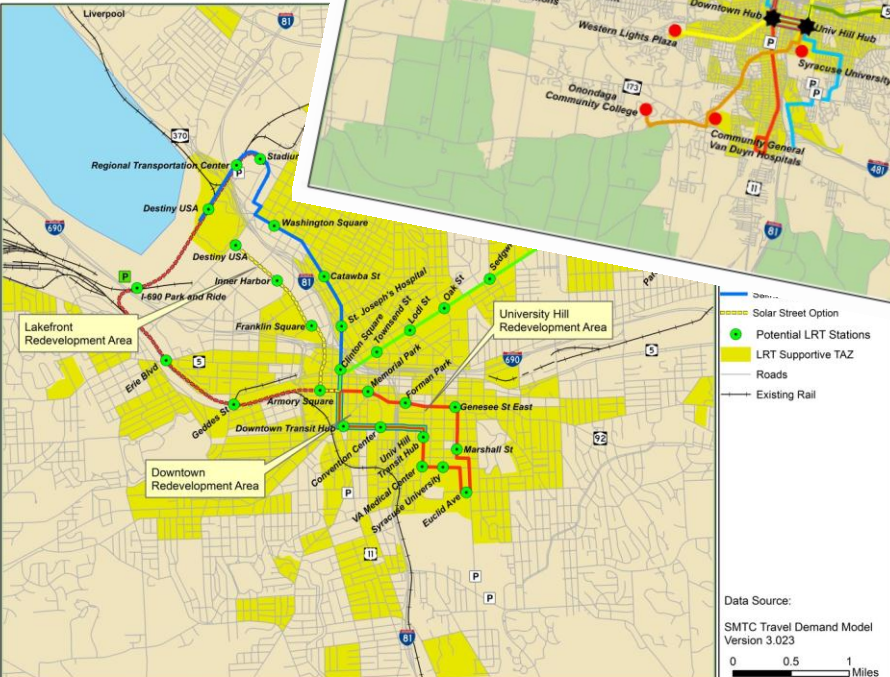 Liverpool
81
370
Regional Transportation Center
P
Destiny USA
690
Washington Square
Destiny USA
Catawba St
81
Inner Harbor
P
I-690 Park and Ride
St. Joseph's Hospital
Franklin Square
Clinton Square
Townsend St
Lodi St
Oak St
Lakefront
Redevelopment Area
University Hill
Redevelopment Area
690
5
5
Erie Blvd
Memorial Park
Forman Park
Geddes St
Armory Square
Genesee St East
Downtown Transit Hub
92
Convention Center
Univ Hill
Transit Hub
Marshall St
Downtown
Redevelopment Area
VA Medical Center
Syracuse University
Euclid Ave
P
11
P
P
81
Downtown Hub
Univ Hill Hub
Western Lights Plaza
P
Syracuse University
173
P
P
Onondaga
Community College
Community General
Van Duyn Hospitals
481
11
81
Solar Street Option
Potential LRT Stations
LRT Supportive TAZ
Roads
Existing Rail
Data Source:
SMTC Travel Demand Model
Version 3.023
0 0.5 1
Miles